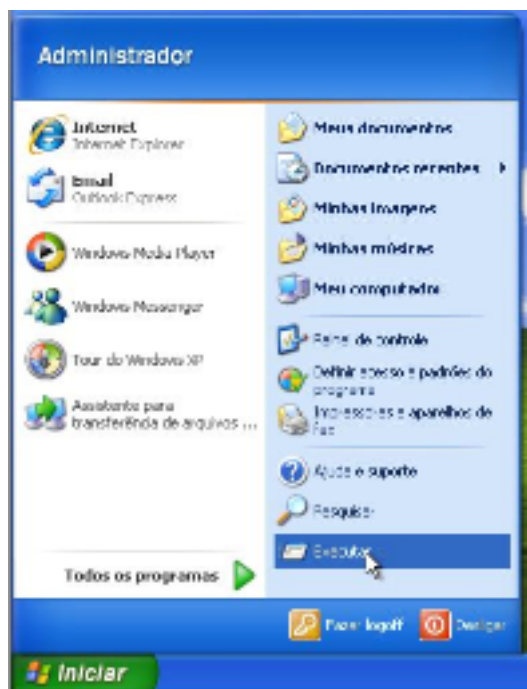 Administrador
Internet
Internet Explorer
Email
Outlook Express
Windows Media Player
Windows Messenger
Tour do Windows XP
Assistente para
transferência de arquivos ...
Todos os programas
Meus documentos
Documentos recentes
Minhas imagens
Minhas músicas
Meu computador
Painel de controle
Definir acesso e padrões do
programa
Impressoras e aparelhos de
fax
Ajuda e suporte
Pesquisar
Executar
Fazer logoff
Desligar
Iniciar